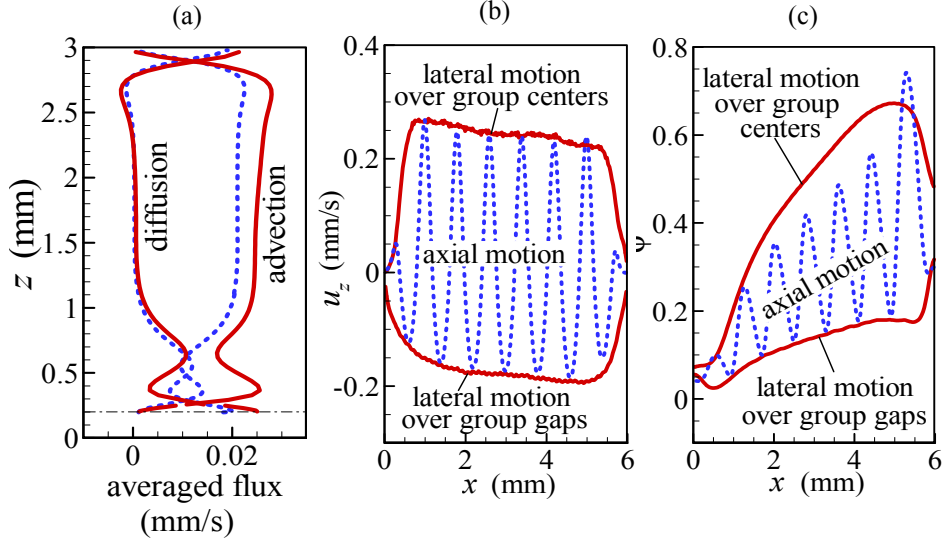 (a)
3
2.5
2
1.5
1
0.5
0
z (mm)
diffusion
advection
0
0.02
averaged flux
(mm/s)
(b)
0.4
0.2
0
-0.2
u_z (mm/s)
lateral motion
over group centers
axial motion
lateral motion
over group gaps
0
2
4
6
x (mm)
(c)
0.8
0.6
0.4
0.2
0
lateral motion
over group
centers
axial motion
lateral motion
over group gaps
0
2
4
6
x (mm)